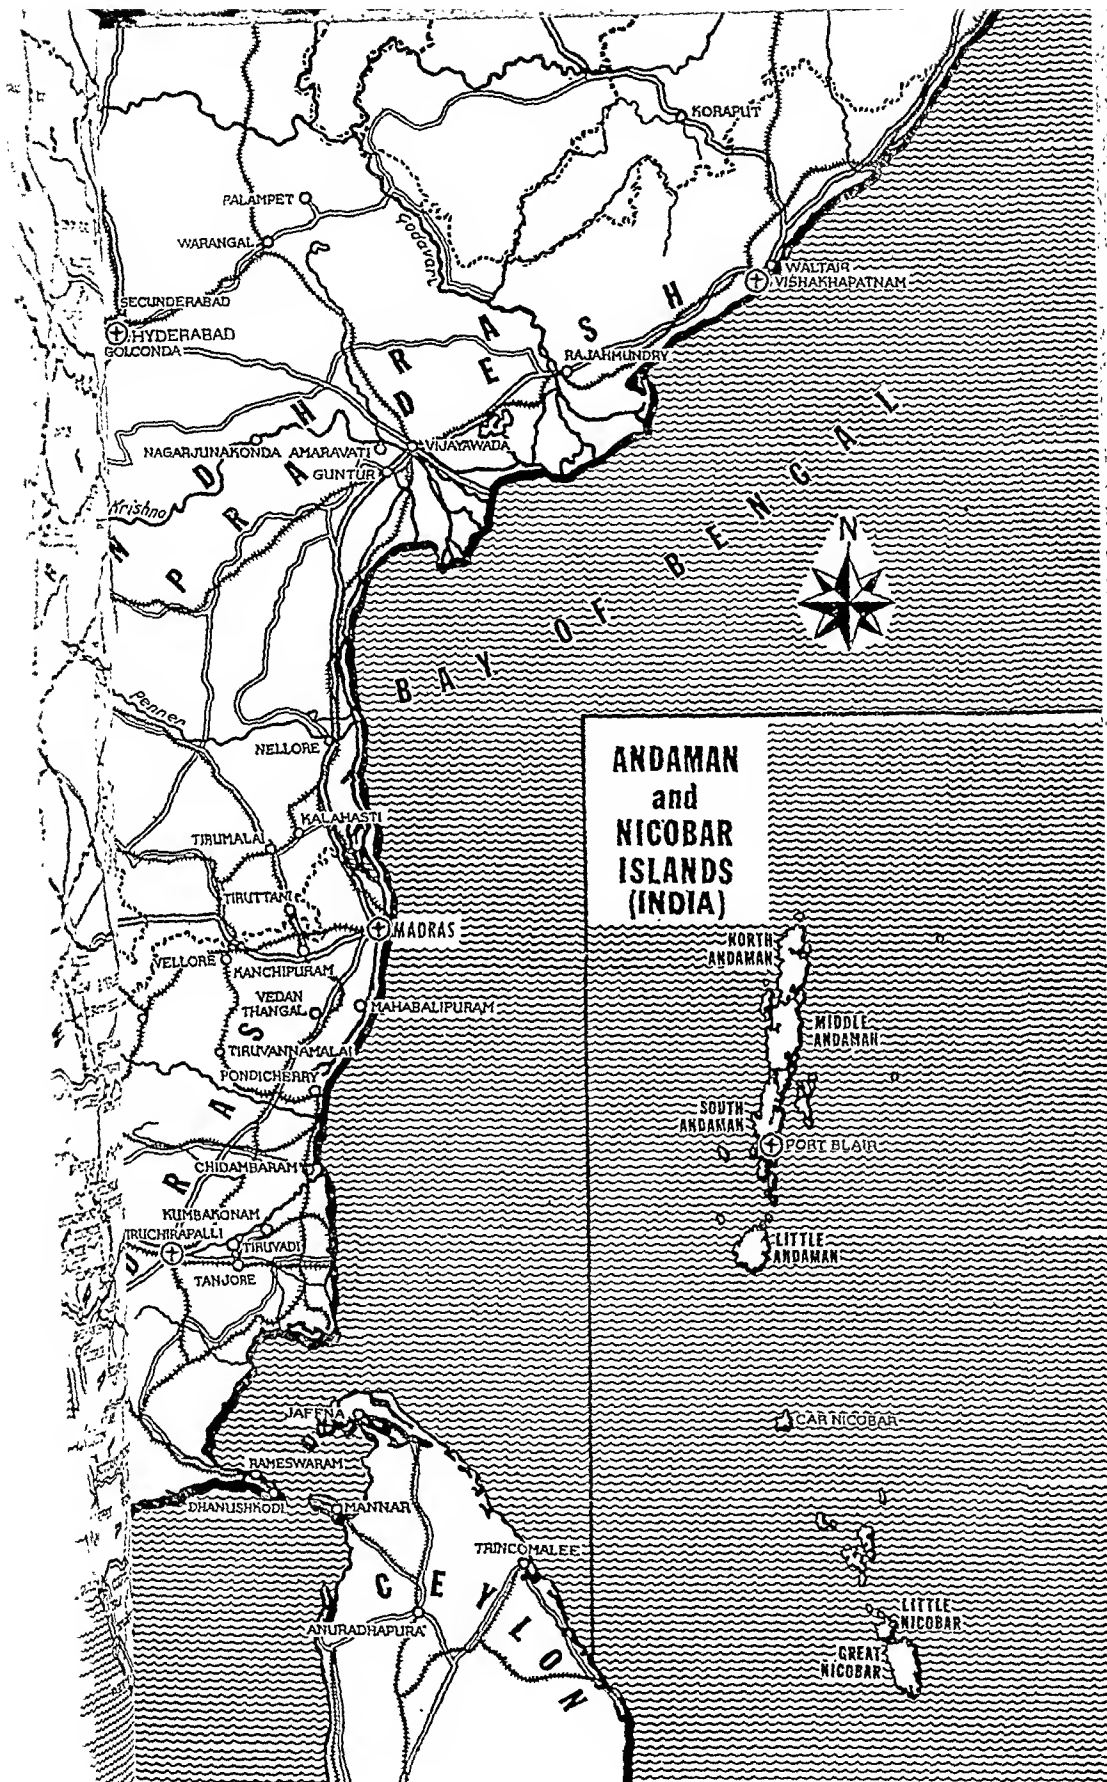 KORAPUT
PALAMPET
WARANGAL
Godavari
WALTAIR
VISHAKHAPATNAM
SECUNDERABAD
HYDERABAD
GOLCONDA
RAJAHMUNDRY
NDHRA
PRADESH
VIJAYAWADA
NAGARJUNAKONDA AMARAVATI
GUNTUR
Krishna
BAY OF BENGAL
N
Penner
NELLORE
ANDAMAN
and
NICOBAR
ISLANDS
(INDIA)
KALAHASTI
TIRUMALAI
TIRUTTANI
MADRAS
VELLORE
KANCHIPURAM
VEDAN
THANGAL
MAHABALIPURAM
TIRUVANNAMALAI
PONDICHERRY
D R A S
CHIDAMBARAM
KUMBAKONAM
TIRUCHIRAPALLI
TIRUVADI
TANJORE
NORTH
ANDAMAN
MIDDLE
ANDAMAN
SOUTH
ANDAMAN
PORT BLAIR
LITTLE
ANDAMAN
CAR NICOBAR
LITTLE
NICOBAR
GREAT
NICOBAR
JAFFNA
RAMESWARAM
DHANUSHKODI
MANNAR
TRINCOMALEE
CEYLON
ANURADHAPURA